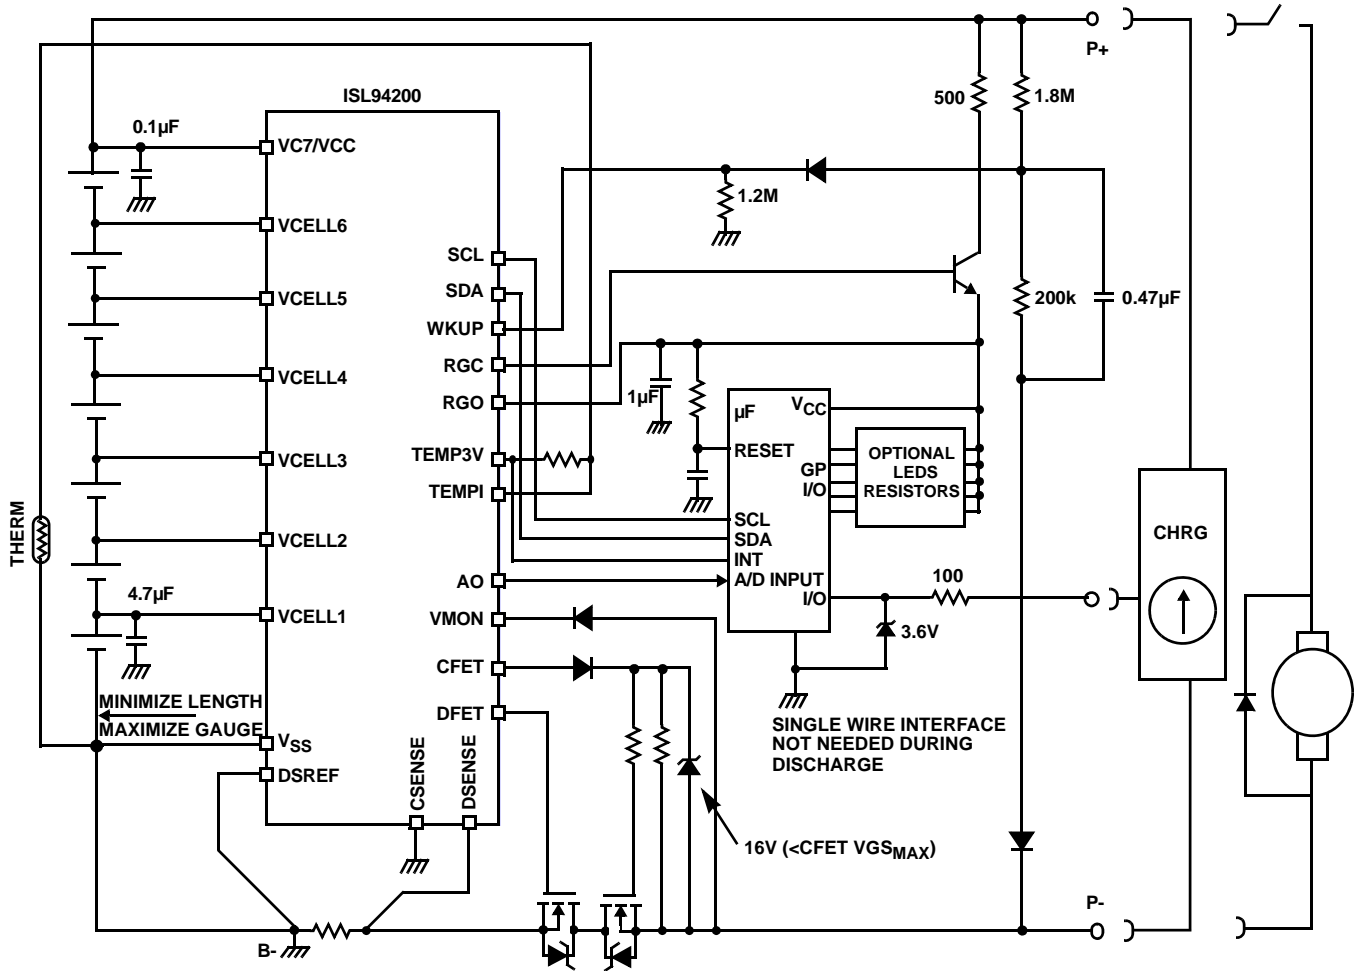 P+
ISL94200
500
1.8M
0.1µF
VC7/VCC
1.2M
VCELL6
SCL
SDA
VCELL5
WKUP
200k
0.47µF
RGC
VCELL4
RGO
1µF
µF
VCC
RESET
OPTIONAL
LEDS
RESISTORS
GP
I/O
TEMP3V
VCELL3
TEMPI
THERM
SCL
SDA
INT
A/D INPUT
I/O
CHRG
VCELL2
AO
100
4.7µF
VCELL1
VMON
3.6V
CFET
MINIMIZE LENGTH
MAXIMIZE GAUGE
DFET
SINGLE WIRE INTERFACE
NOT NEEDED DURING
DISCHARGE
VSS
DSREF
CSENSE
DSENSE
16V (<CFET VGSMAX)
P-
B-